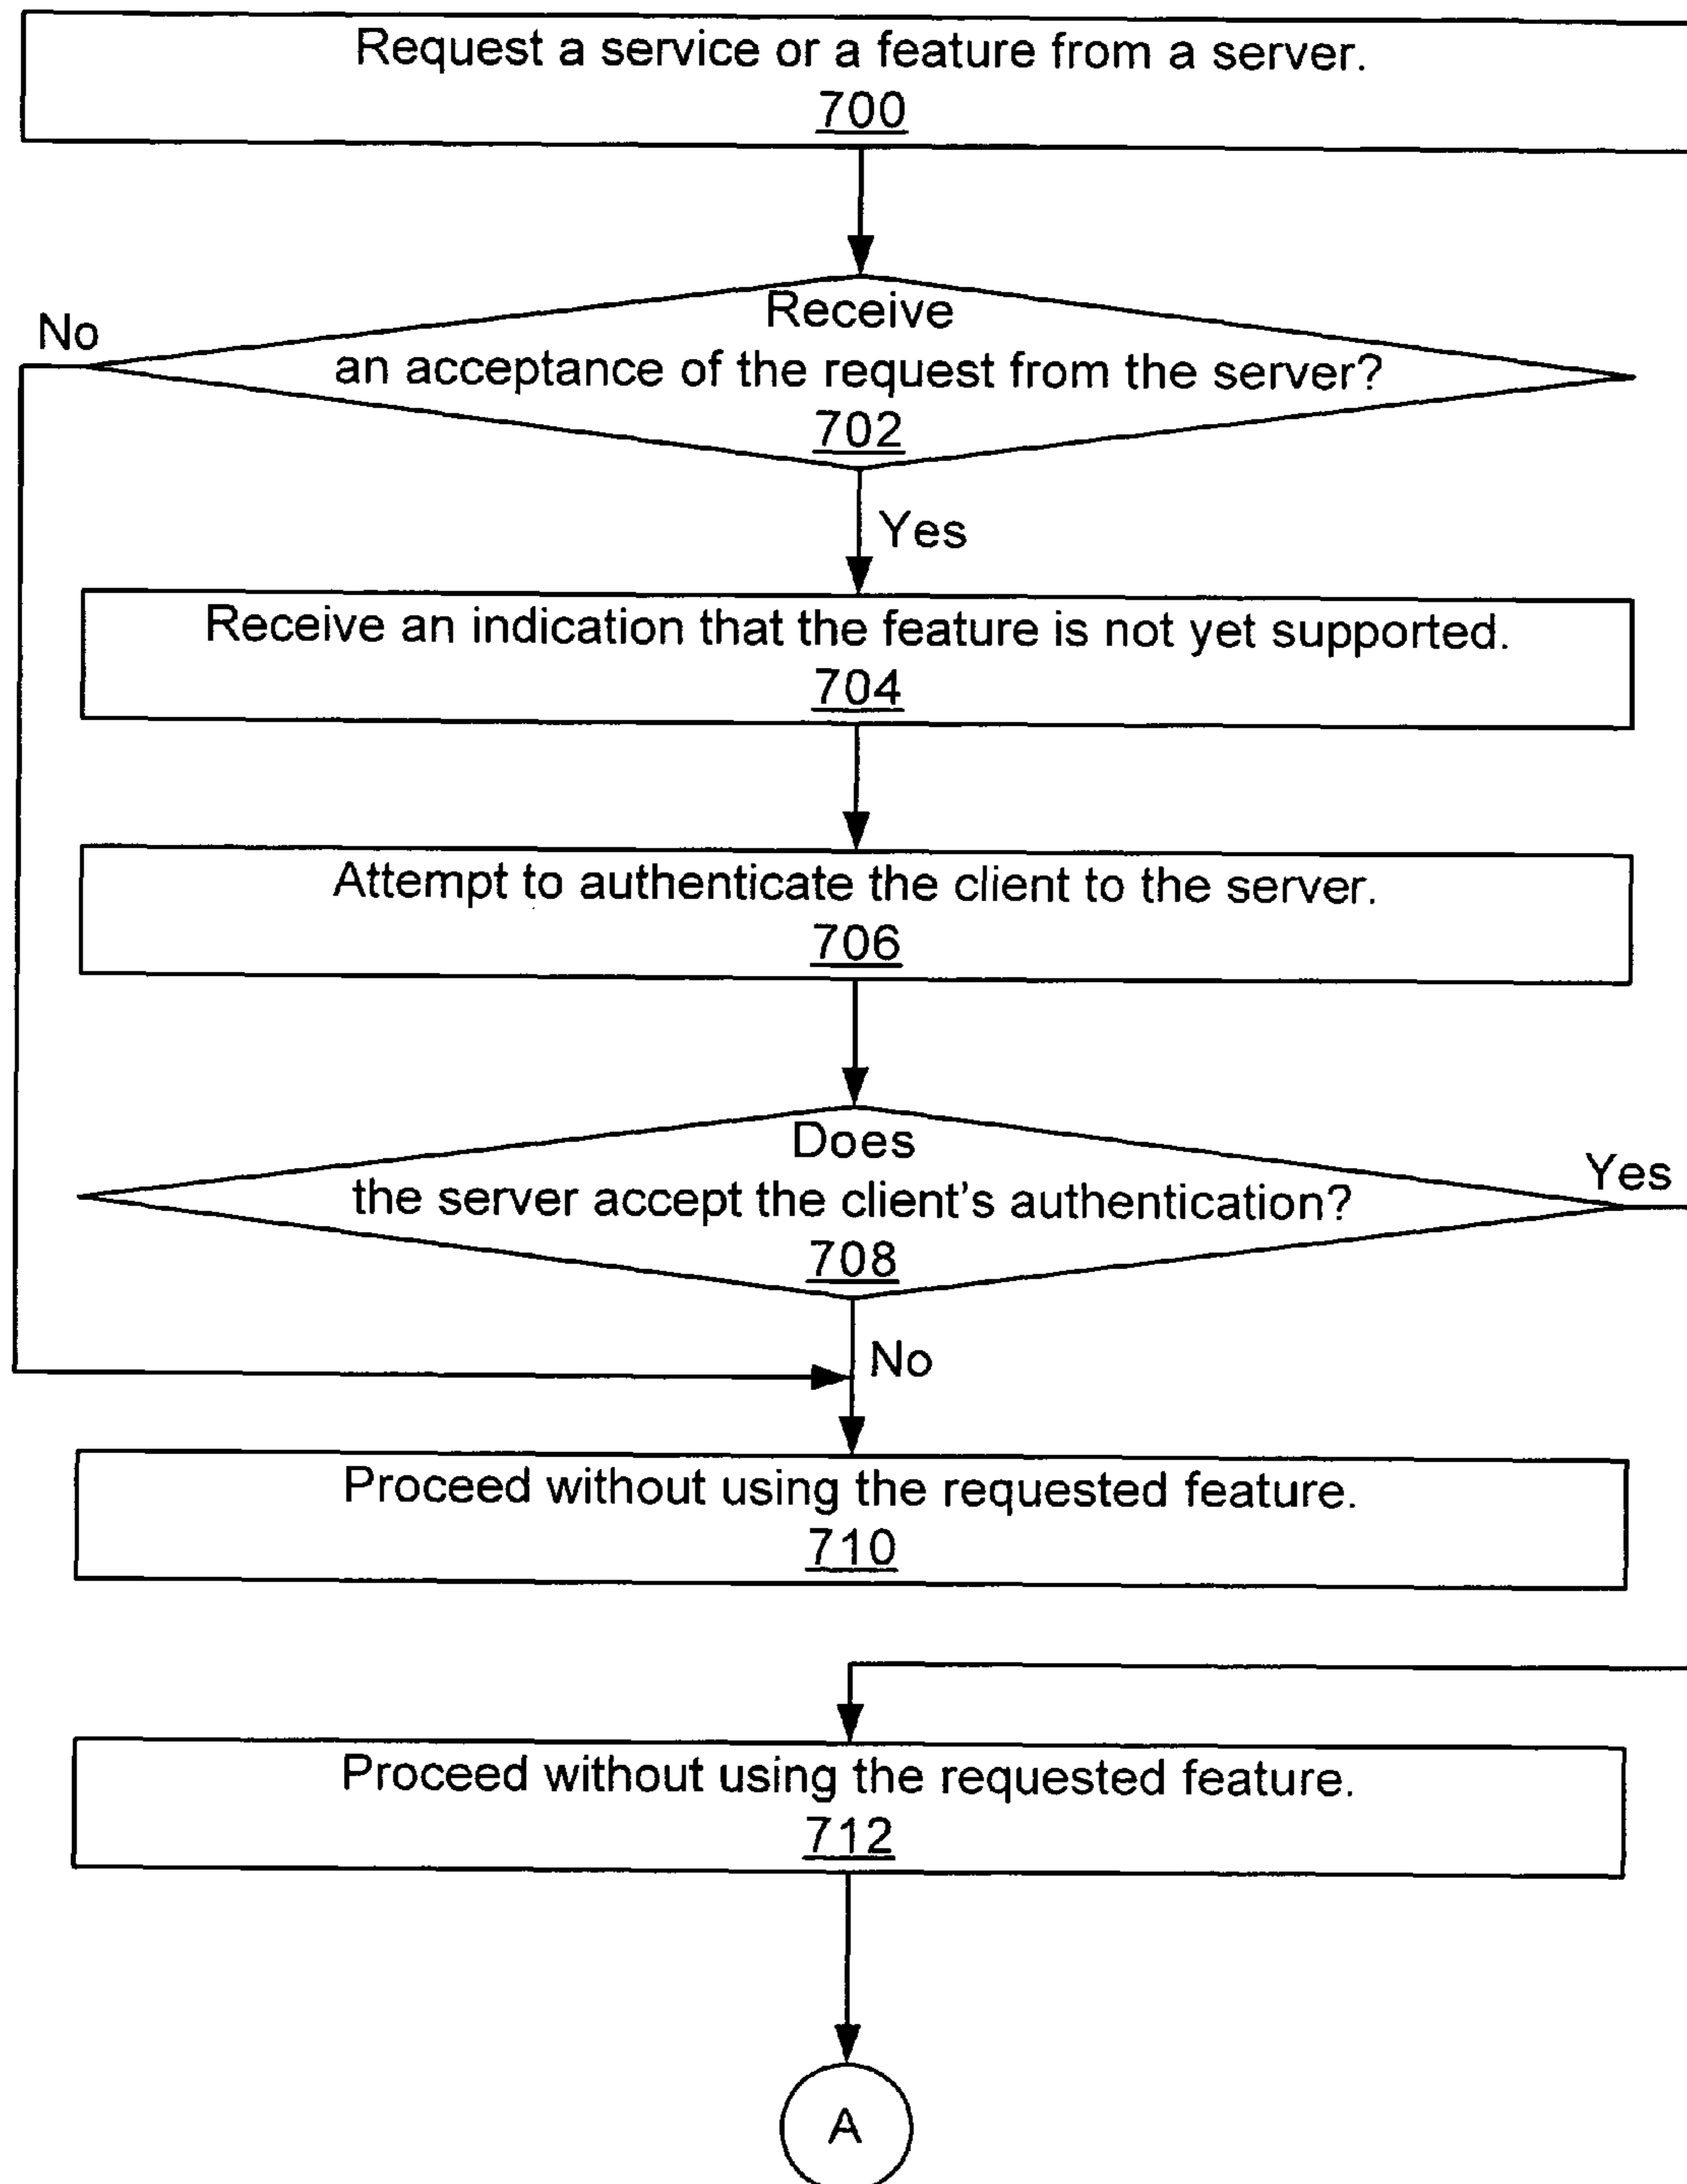 Request a service or a feature from a server.
700
No
Receive
an acceptance of the request from the server?
702
Yes
Receive an indication that the feature is not yet supported.
704
Attempt to authenticate the client to the server.
706
Does
the server accept the client's authentication?
708
Yes
No
Proceed without using the requested feature.
710
Proceed without using the requested feature.
712
A